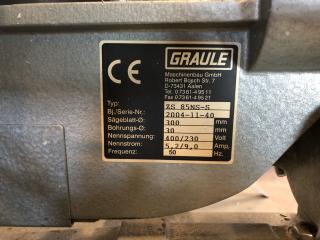 CE
GRAULE
Maschinenbau GmbH
Robert Bosch Str. 7
D-73431 Aalen
Tel. 07361-49511
Fax 07361-49521
Typ: ZS 85NS-S
Bj./Serie-Nr.: 2004-11-40
Sägeblatt-Ø: 300 mm
Bohrungs-Ø: 30 mm
Nennspannung: 400/230 Volt
Nennstrom: 5,2/9,0 Amp.
Frequenz: 50 Hz.